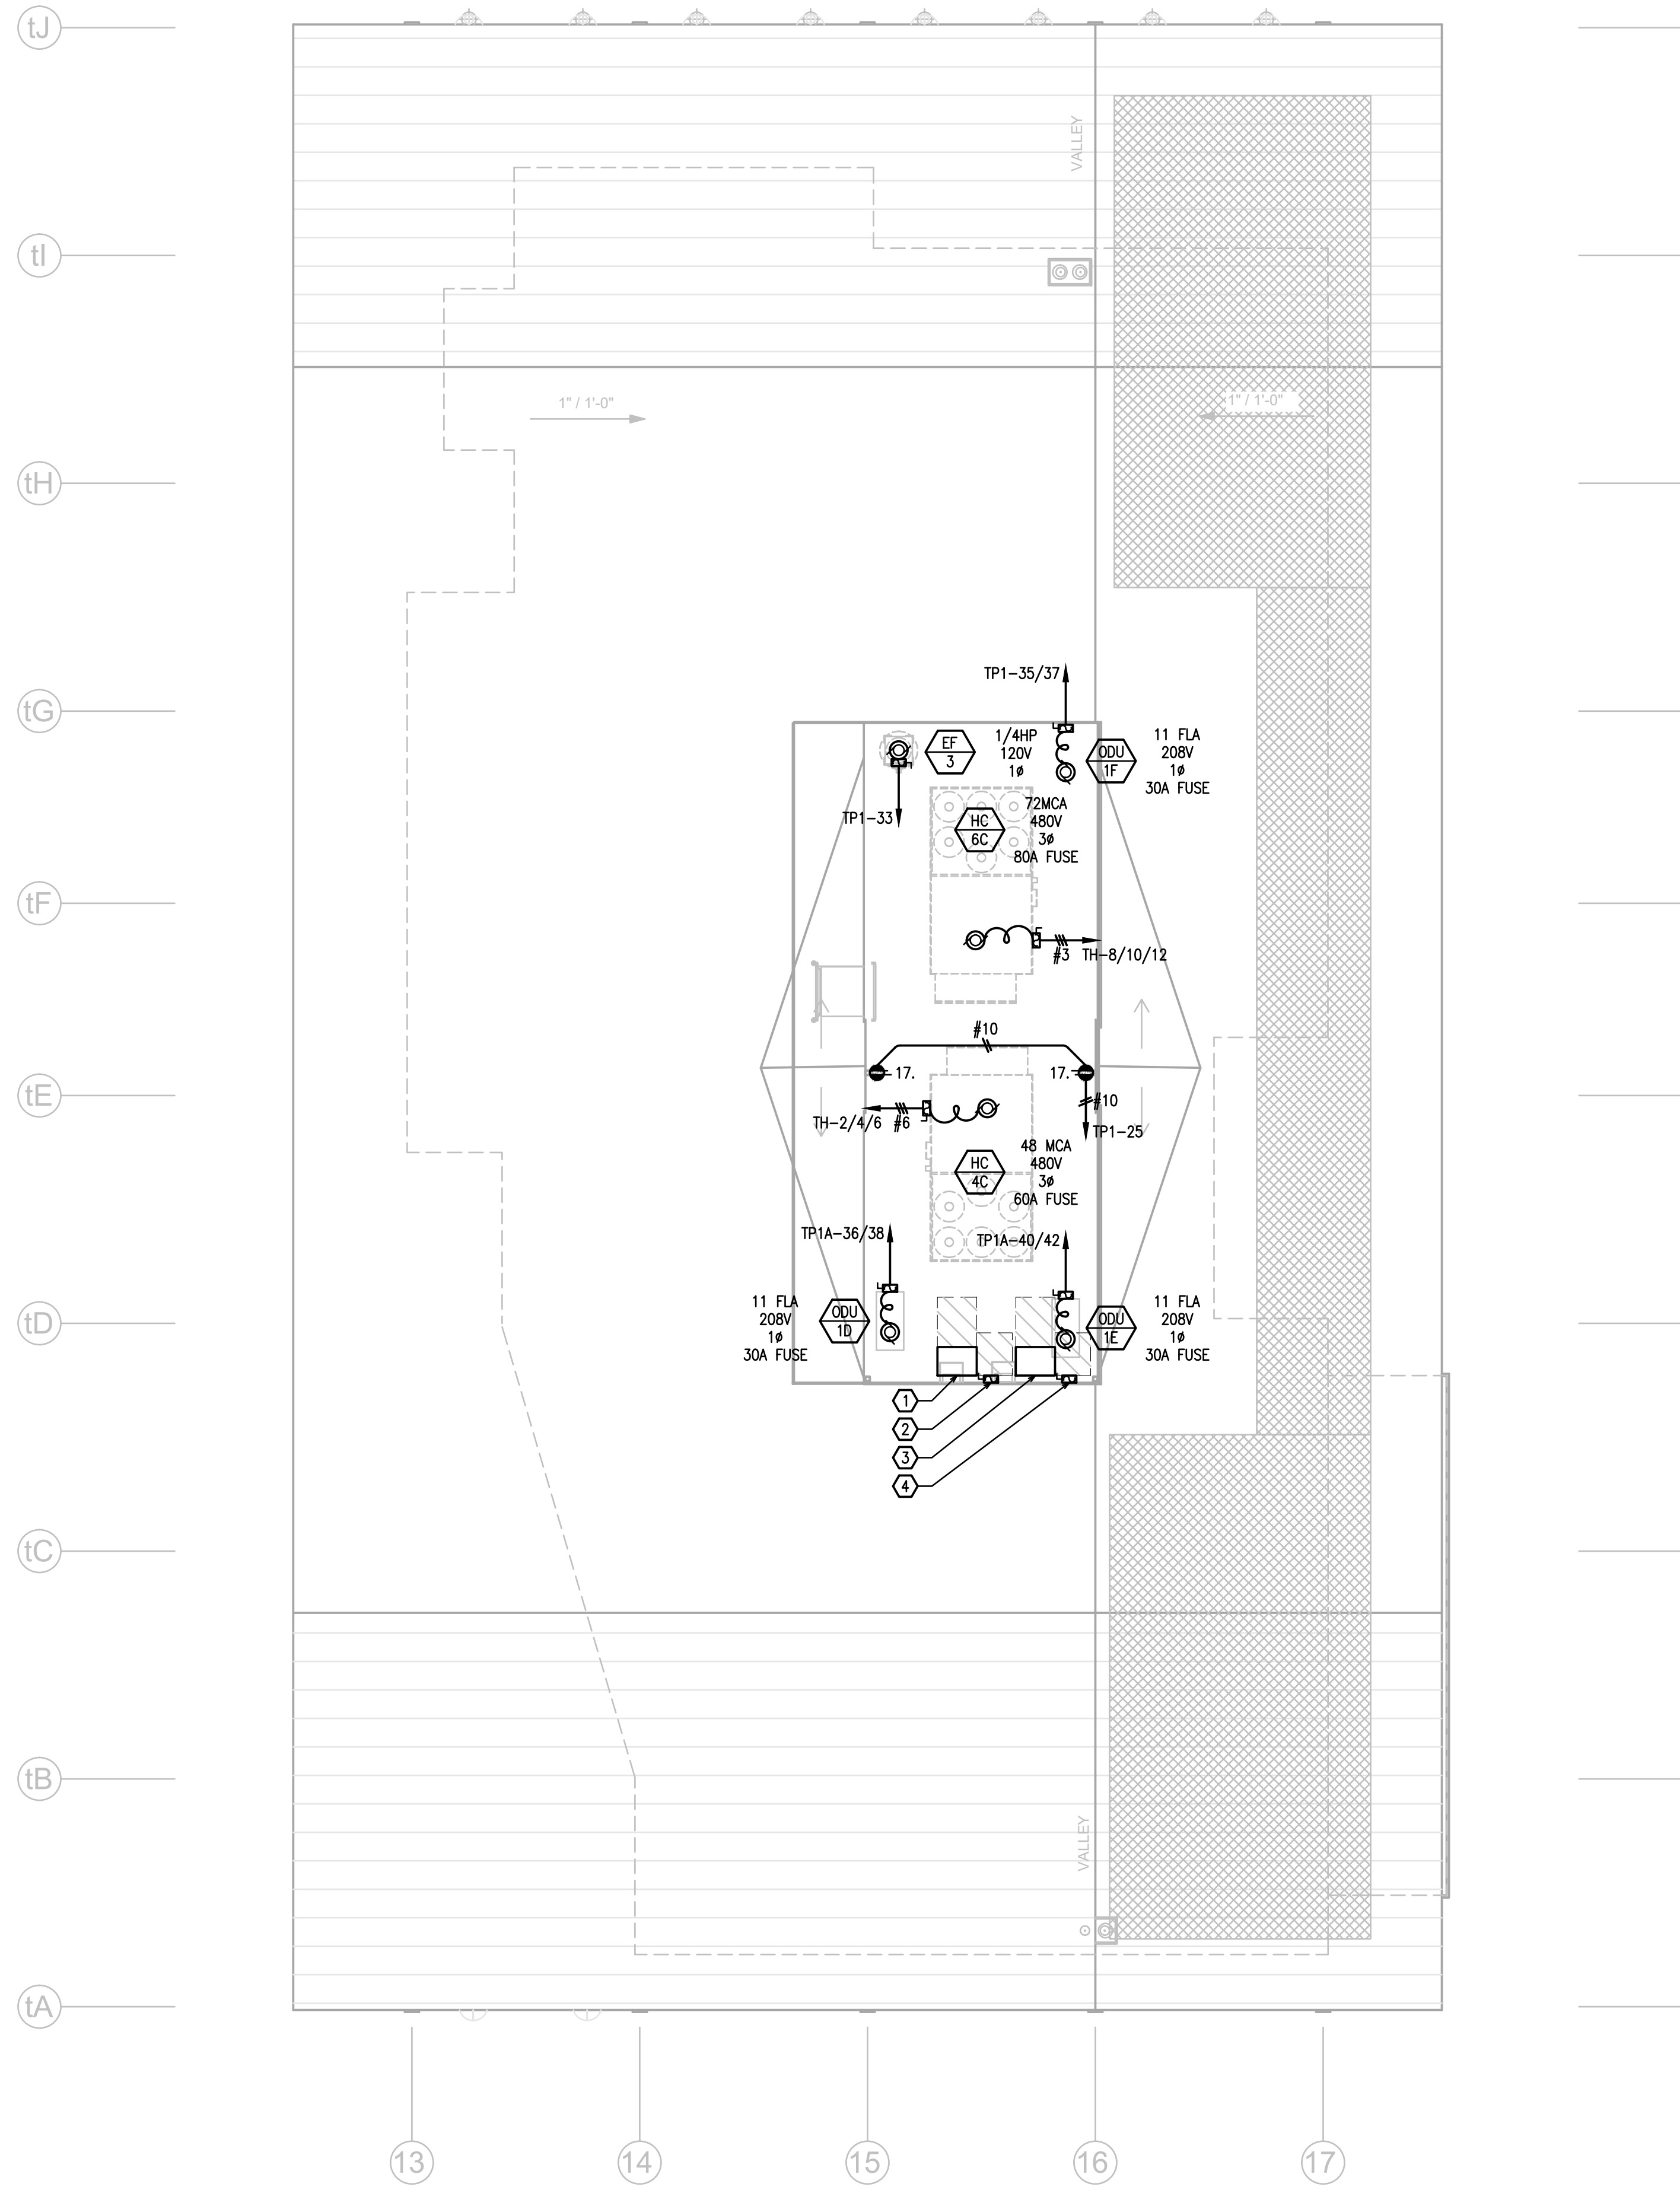 tJ
VALLEY
tI
1" / 1'-0"
1" / 1'-0"
tH
TP1-35/37
tG
EF
3
1/4HP
120V
1ø
ODU
1F
11 FLA
208V
1ø
30A FUSE
TP1-33
HC
6C
72MCA
480V
3ø
80A FUSE
tF
#3
TH-8/10/12
#10
17.
17.
tE
#10
TH-2/4/6
#6
TP1-25
HC
4C
48 MCA
480V
3ø
60A FUSE
TP1A-36/38
TP1A-40/42
tD
11 FLA
208V
1ø
30A FUSE
ODU
1D
ODU
1E
11 FLA
208V
1ø
30A FUSE
1
2
3
4
tC
tB
VALLEY
tA
13
14
15
16
17